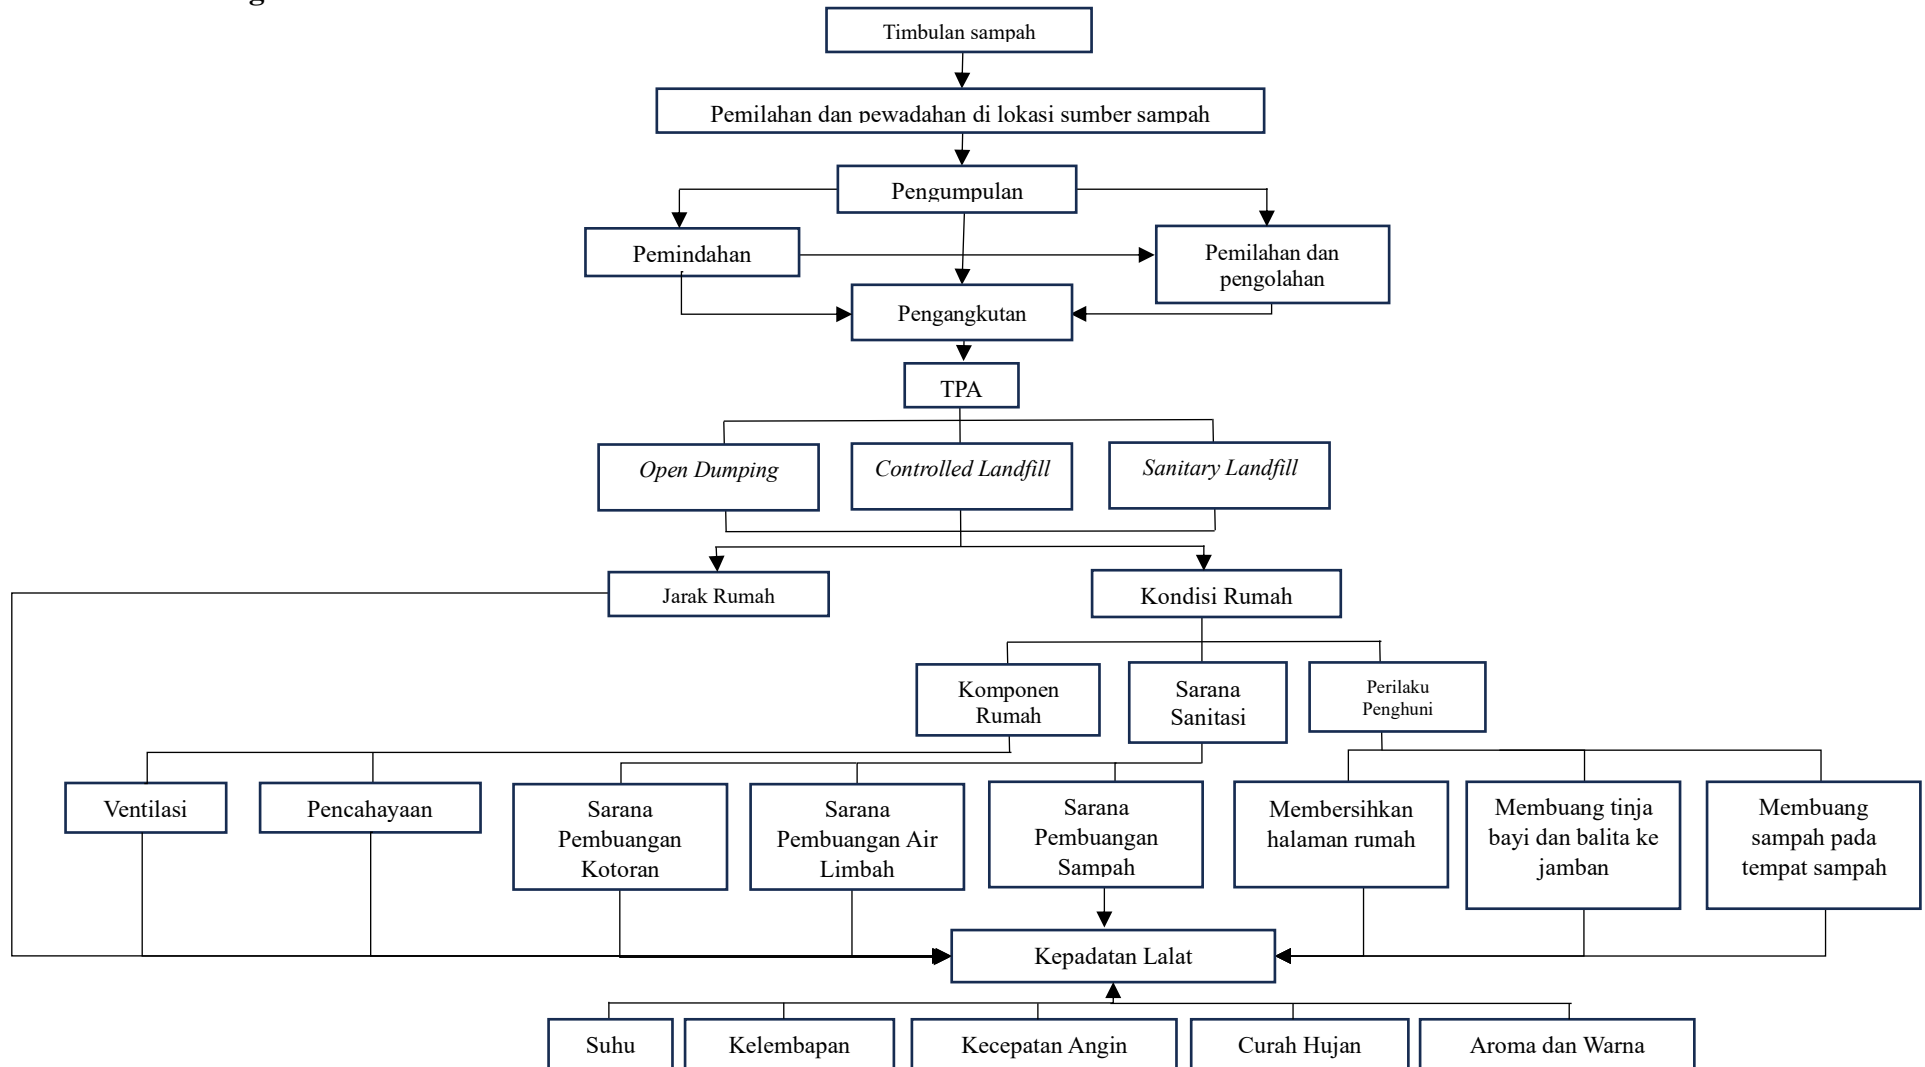 Timbulan sampah
Pemilahan dan pewadahan di lokasi sumber sampah
Pengumpulan
Pemindahan
Pemilahan dan
pengolahan
Pengangkutan
TPA
Open Dumping
Controlled Landfill
Sanitary Landfill
Jarak Rumah
Kondisi Rumah
Komponen
Rumah
Sarana
Sanitasi
Perilaku
Penghuni
Ventilasi
Pencahayaan
Sarana
Pembuangan
Kotoran
Sarana
Pembuangan Air
Limbah
Sarana
Pembuangan
Sampah
Membersihkan
halaman rumah
Membuang tinja
bayi dan balita ke
jamban
Membuang
sampah pada
tempat sampah
Kepadatan Lalat
Suhu
Kelembapan
Kecepatan Angin
Curah Hujan
Aroma dan Warna